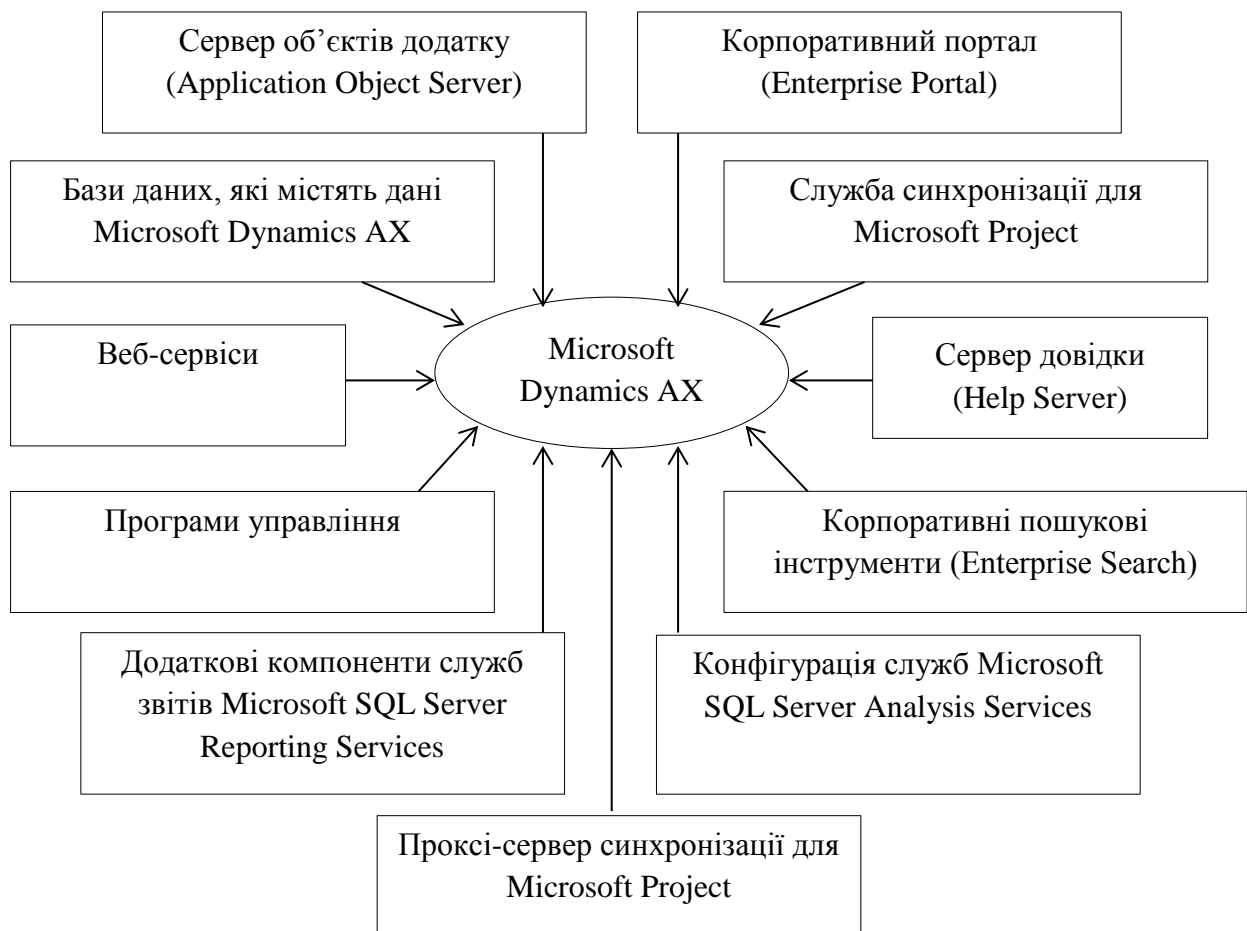 Сервер об’єктів додатку
(Application Object Server)
Корпоративний портал
(Enterprise Portal)
Бази даних, які містять дані
Microsoft Dynamics AX
Служба синхронізації для
Microsoft Project
Веб-сервіси
Microsoft
Dynamics AX
Сервер довідки
(Help Server)
Програми управління
Корпоративні пошукові
інструменти (Enterprise Search)
Додаткові компоненти служб
звітів Microsoft SQL Server
Reporting Services
Конфігурація служб Microsoft
SQL Server Analysis Services
Проксі-сервер синхронізації для
Microsoft Project